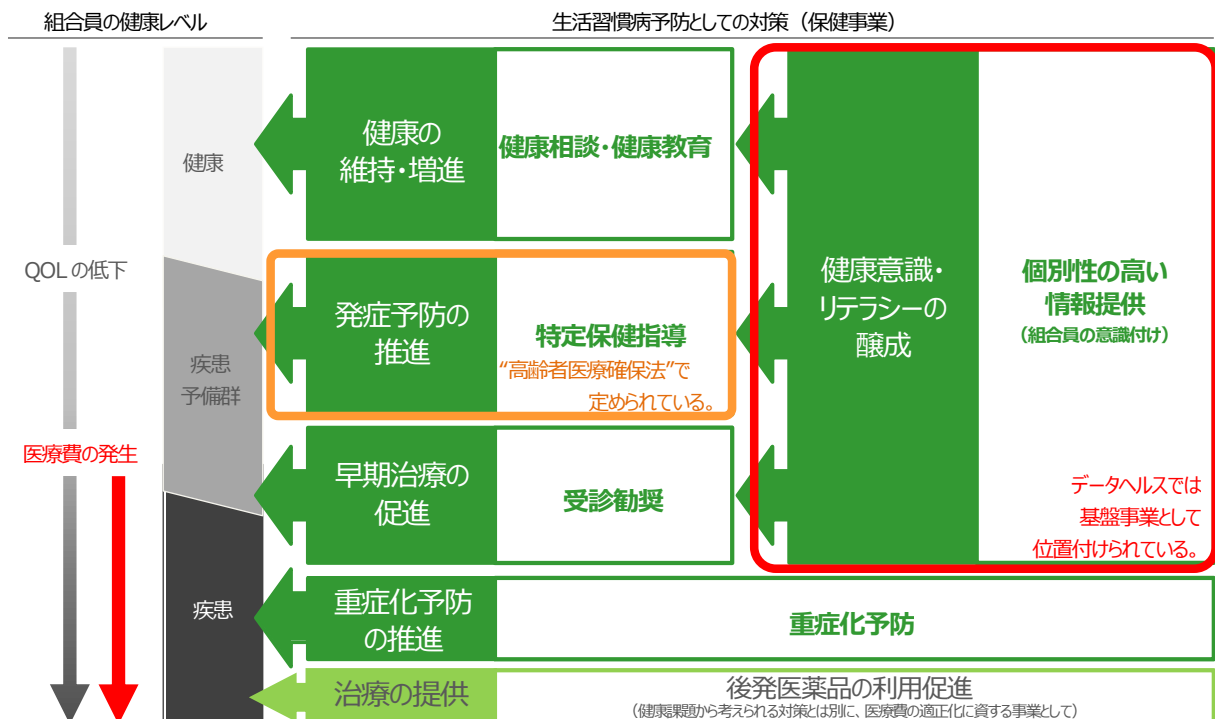 組合員の健康レベル
生活習慣病予防としての対策（保健事業）
健康
QOLの低下
疾患
予備群
医療費の発生
疾患
健康の
維持・増進
健康相談・健康教育
発症予防の
推進
特定保健指導
“高齢者医療確保法”で
定められている。
早期治療の
促進
受診勧奨
健康意識・
リテラシーの
醸成
個別性の高い
情報提供
（組合員の意識付け）
データヘルスでは
基盤事業として
位置付けられている。
重症化予防
の推進
重症化予防
治療の提供
後発医薬品の利用促進
（健康課題から考えられる対策とは別に、医療費の適正化に資する事業として）